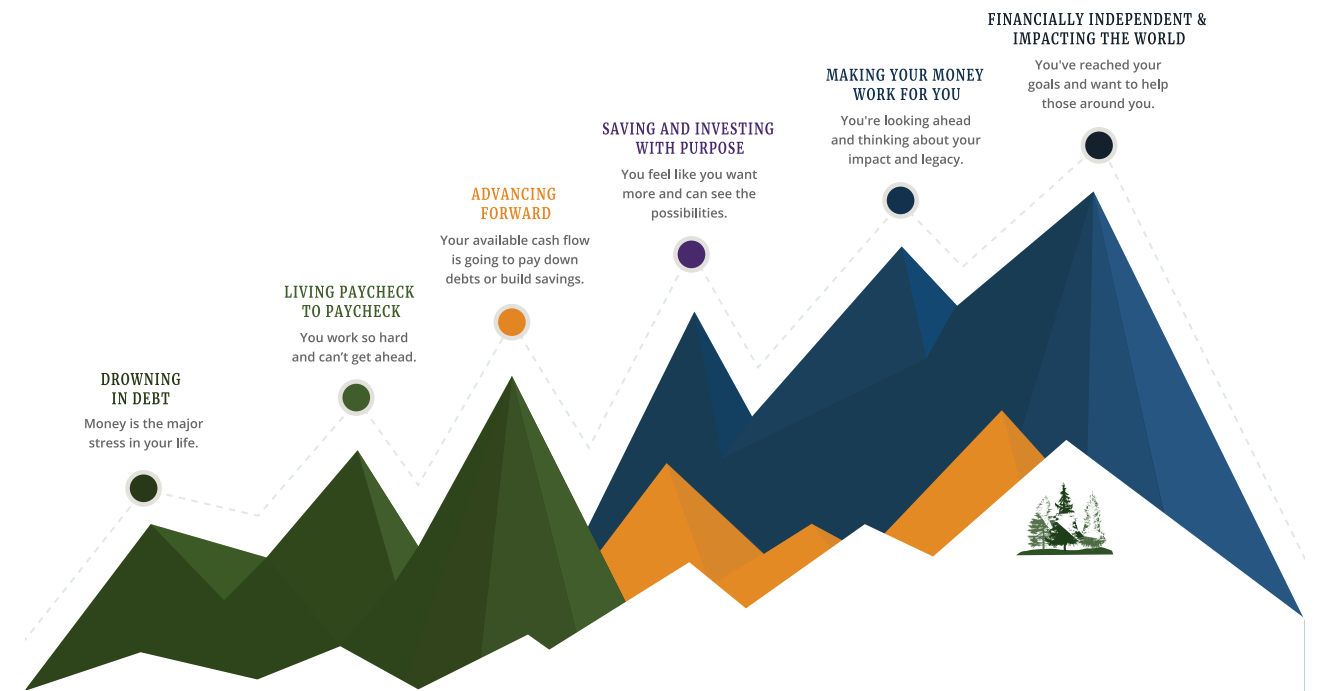 DROWNING
IN DEBT
Money is the major
stress in your life.
LIVING PAYCHECK
TO PAYCHECK
You work so hard
and can’t get ahead.
ADVANCING
FORWARD
Your available cash flow
is going to pay down
debts or build savings.
SAVING AND INVESTING
WITH PURPOSE
You feel like you want
more and can see the
possibilities.
MAKING YOUR MONEY
WORK FOR YOU
You're looking ahead
and thinking about your
impact and legacy.
FINANCIALLY INDEPENDENT &
IMPACTING THE WORLD
You've reached your
goals and want to help
those around you.